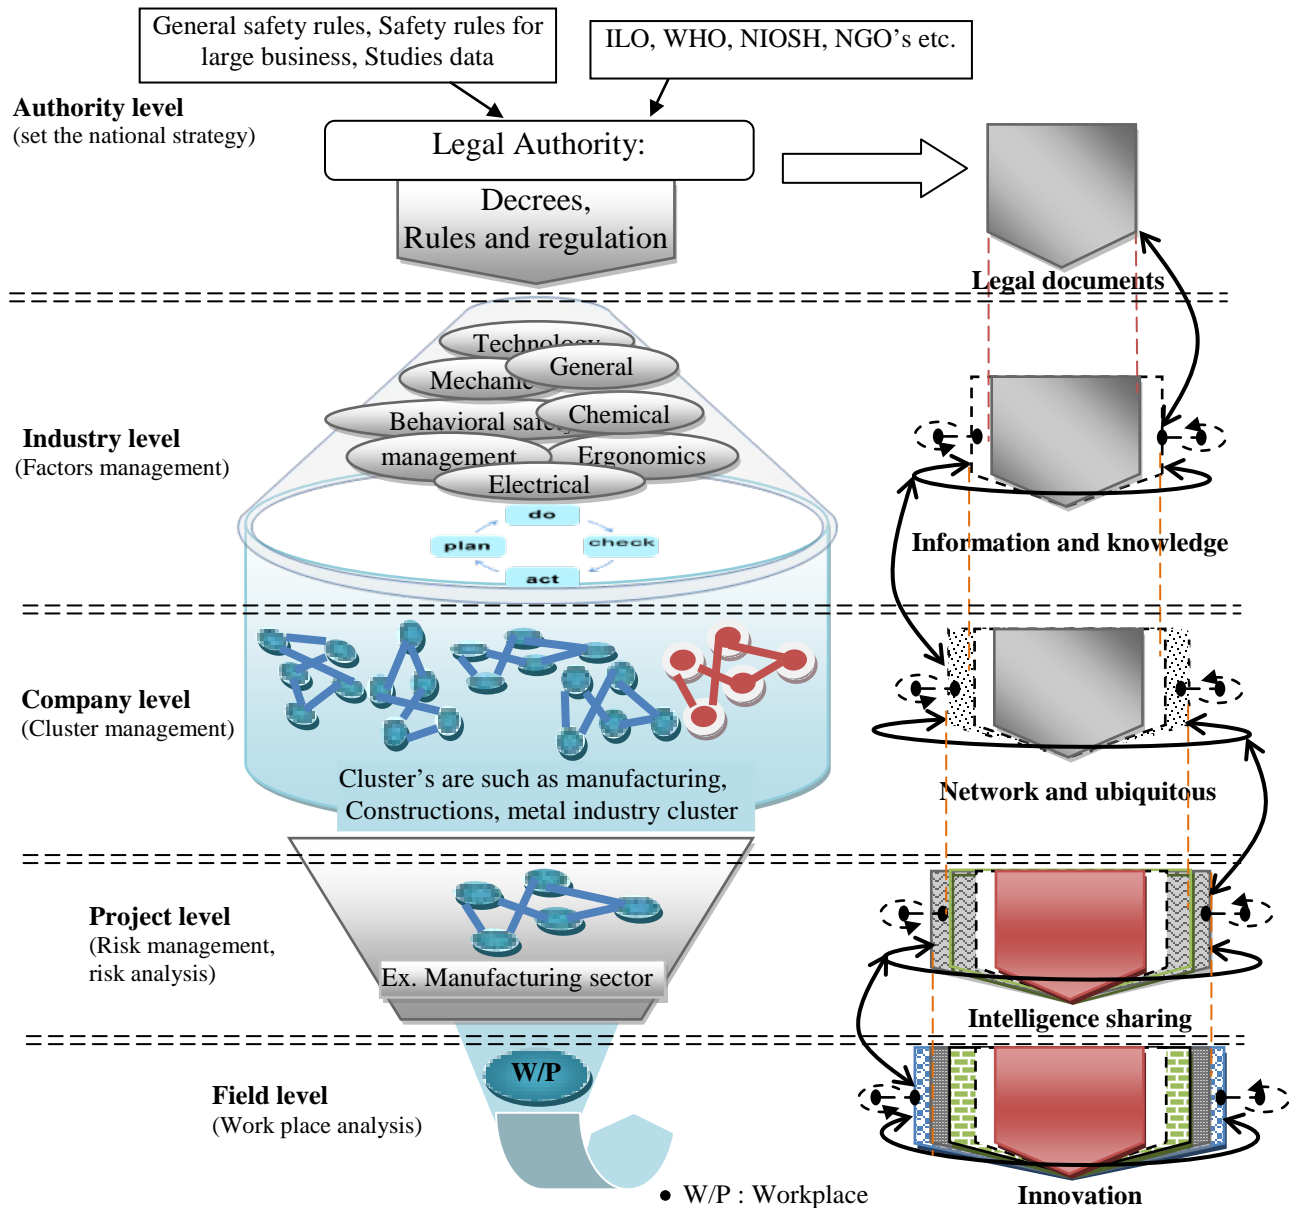 General safety rules, Safety rules for
large business, Studies data
ILO, WHO, NIOSH, NGO's etc.
Authority level
(set the national strategy)
Legal Authority:
Decrees,
Rules and regulation
Legal documents
Technology
General
Mechanic
Chemical
Behavioral safety
Industry level
(Factors management)
management
Ergonomics
Electrical
do
plan
check
act
Information and knowledge
Company level
(Cluster management)
Cluster's are such as manufacturing,
Constructions, metal industry cluster
Network and ubiquitous
Project level
(Risk management,
risk analysis)
Ex. Manufacturing sector
Intelligence sharing
W/P
Field level
(Work place analysis)
• W/P : Workplace
Innovation